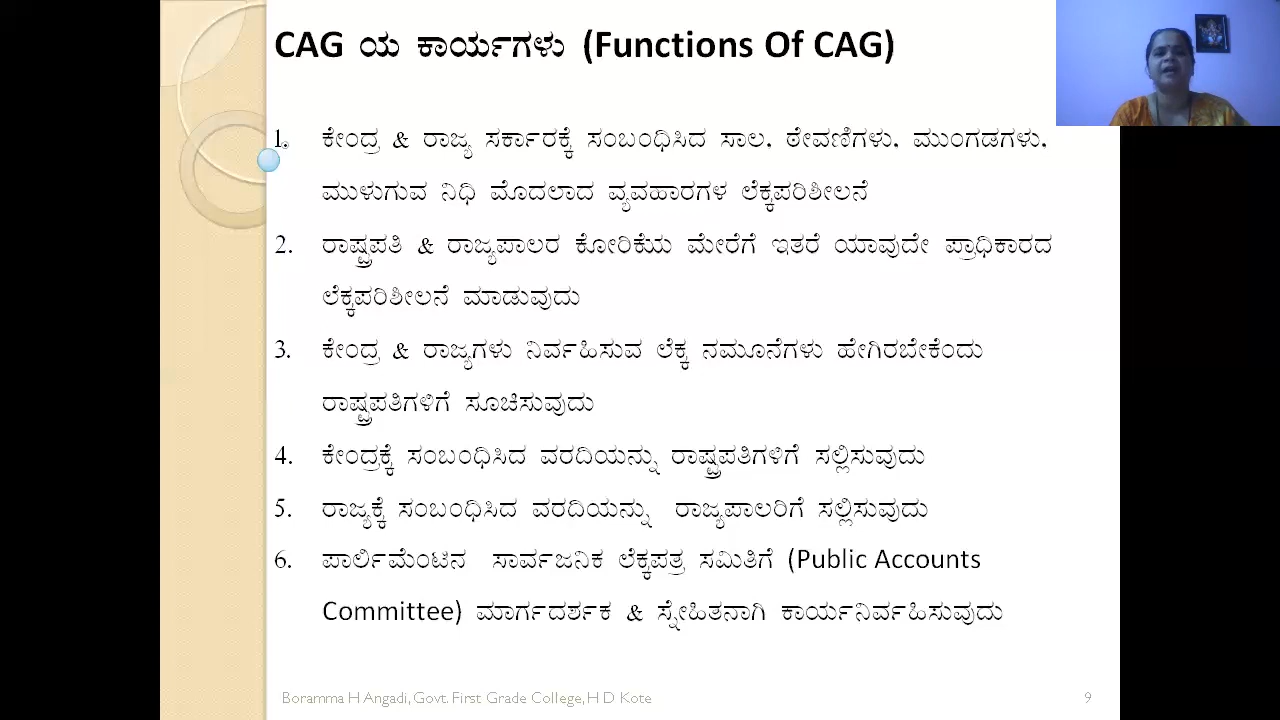 CAG ಯ ಕಾರ್ಯಗಳು (Functions Of CAG)
1. ಕೇಂದ್ರ & ರಾಜ್ಯ ಸರ್ಕಾರಕ್ಕೆ ಸಂಬಂಧಿಸಿದ ಸಾಲ. ಠೇವಣಿಗಳು. ಮುಂಗಡಗಳು.
ಮುಳುಗುವ ನಿಧಿ ಮೊದಲಾದ ವ್ಯವಹಾರಗಳ ಲೆಕ್ಕಪರಿಶೀಲನೆ
2. ರಾಷ್ಟ್ರಪತಿ & ರಾಜ್ಯಪಾಲರ ಕೋರಿಕೆಯ ಮೇರೆಗೆ ಇತರೆ ಯಾವುದೇ ಪ್ರಾಧಿಕಾರದ
ಲೆಕ್ಕಪರಿಶೀಲನೆ ಮಾಡುವುದು
3. ಕೇಂದ್ರ & ರಾಜ್ಯಗಳು ನಿರ್ವಹಿಸುವ ಲೆಕ್ಕ ನಮೂನೆಗಳು ಹೇಗಿರಬೇಕೆಂದು
ರಾಷ್ಟ್ರಪತಿಗಳಿಗೆ ಸೂಚಿಸುವುದು
4. ಕೇಂದ್ರಕ್ಕೆ ಸಂಬಂಧಿಸಿದ ವರದಿಯನ್ನು ರಾಷ್ಟ್ರಪತಿಗಳಿಗೆ ಸಲ್ಲಿಸುವುದು
5. ರಾಜ್ಯಕ್ಕೆ ಸಂಬಂಧಿಸಿದ ವರದಿಯನ್ನು ರಾಜ್ಯಪಾಲರಿಗೆ ಸಲ್ಲಿಸುವುದು
6. ಪಾರ್ಲಿಮೆಂಟಿನ ಸಾರ್ವಜನಿಕ ಲೆಕ್ಕಪತ್ರ ಸಮಿತಿಗೆ (Public Accounts
Committee) ಮಾರ್ಗದರ್ಶಕ & ಸ್ನೇಹಿತನಾಗಿ ಕಾರ್ಯನಿರ್ವಹಿಸುವುದು
Boramma H Angadi, Govt. First Grade College, H D Kote 9